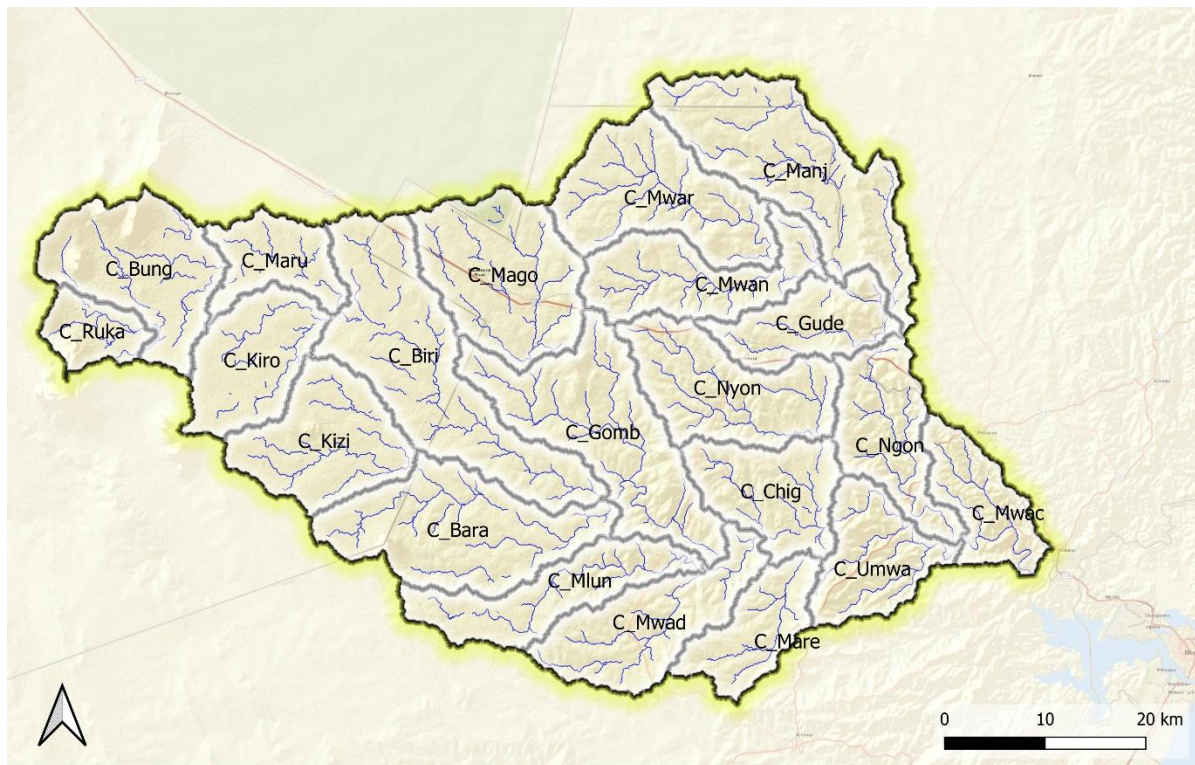 C_Manj
C_Mwar
C_Maru
C_Bung
C_Mago
C_Mwan
C_Gude
C_Ruka
C_Kiro
C_Biri
C_Nyon
C_Gomb
C_Kizi
C_Ngon
C_Chig
C_Mwac
C_Bara
C_Umwa
C_Mlun
C_Mwad
C_Mare
0 10 20 km